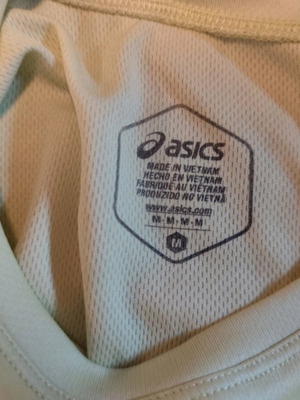 asics
MADE IN VIETNAM
HECHO EN VIETNAM
FABRIQUÉ AU VIETNAM
PRODUZIDO NO VIETNÃ
www.asics.com
M-M-M-M
M